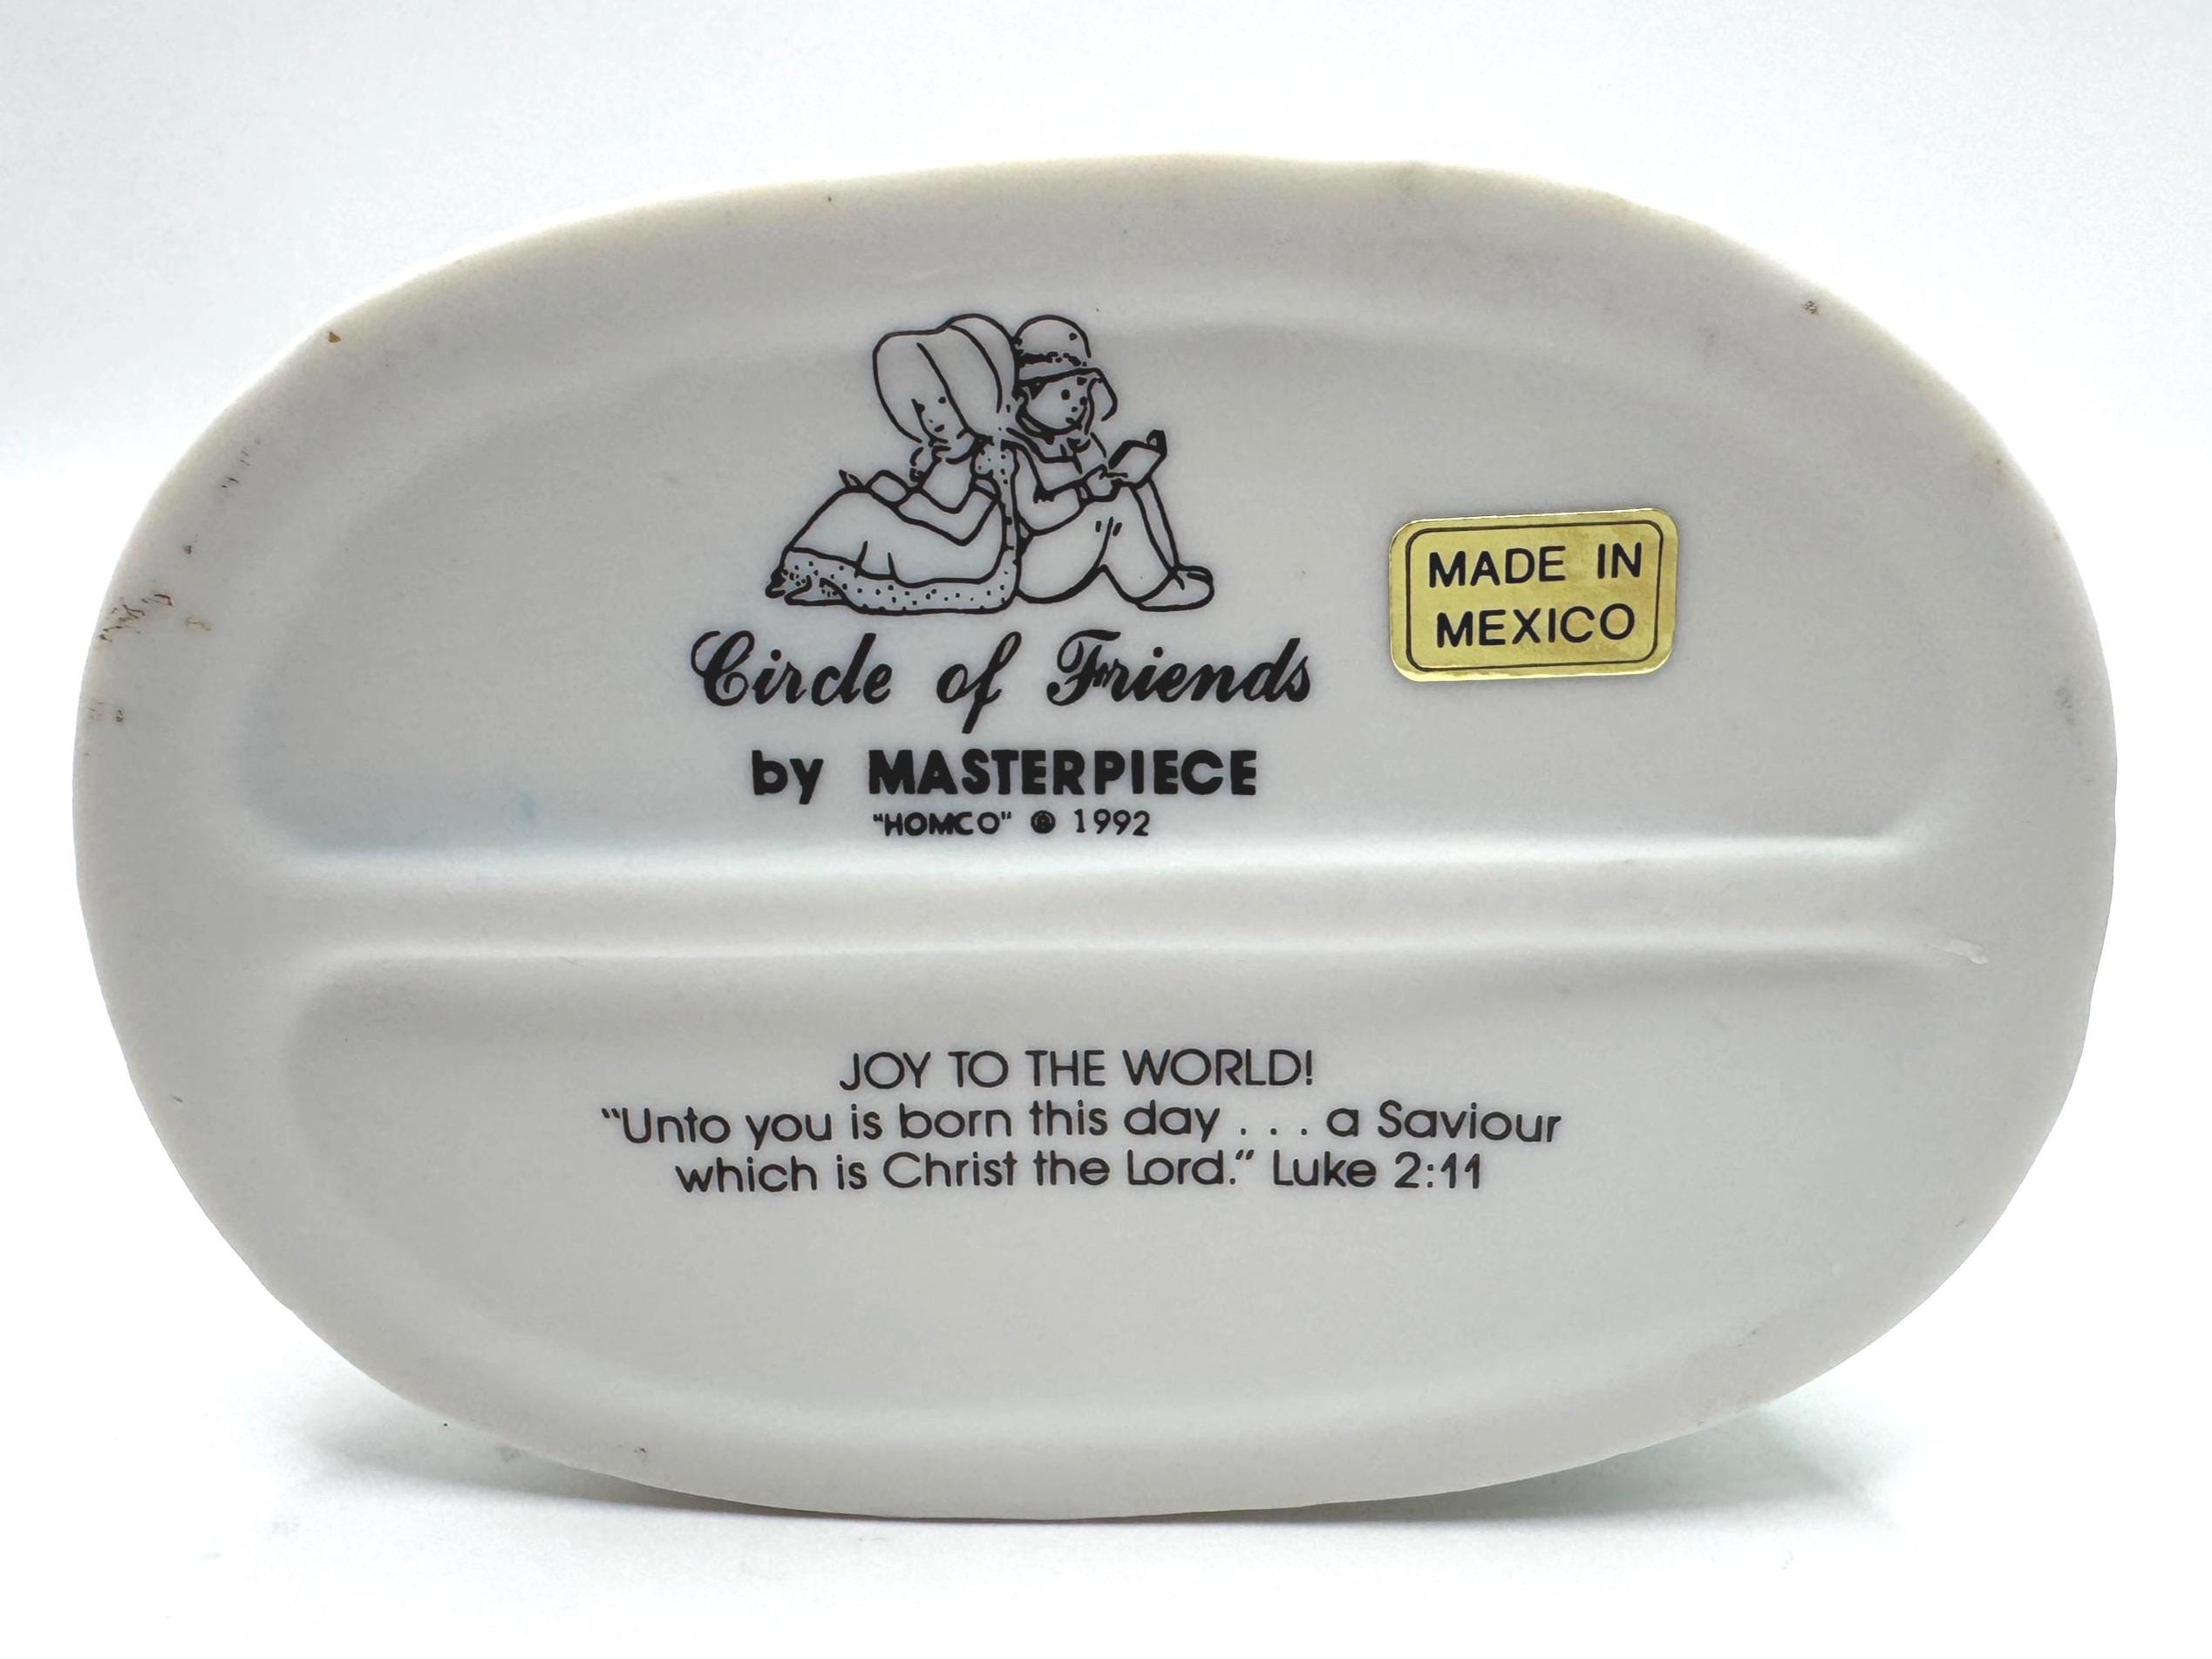 Circle of Friends
by MASTERPIECE
"HOMCO" ® 1992
MADE IN
MEXICO
JOY TO THE WORLD!
"Unto you is born this day . . . a Saviour
which is Christ the Lord." Luke 2:11